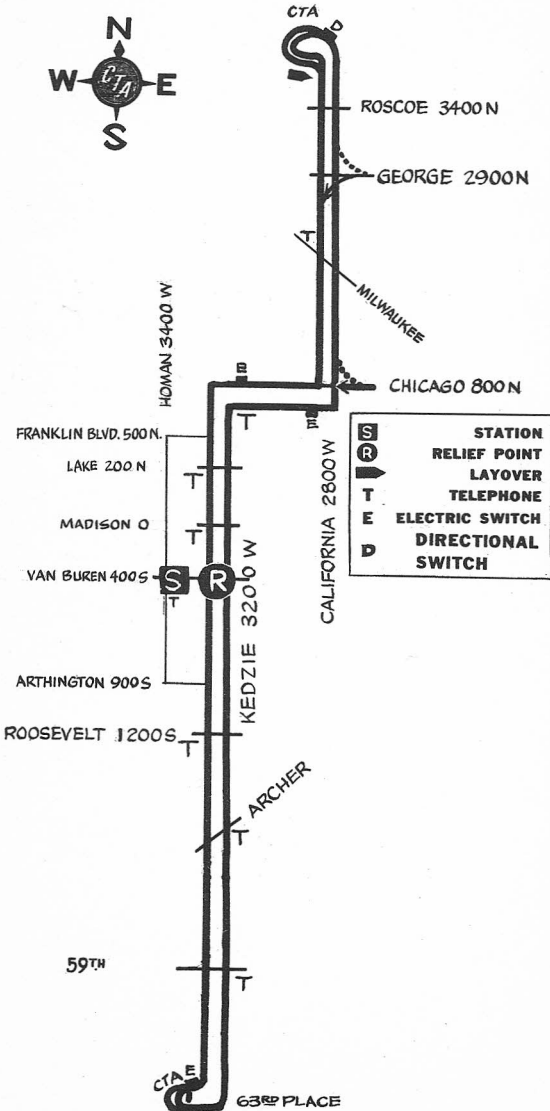 CTA
D
N
W CTA E
S
ROSCOE 3400 N
GEORGE 2900 N
T
MILWAUKEE
HOMAN 3400 W
E
CHICAGO 800 N
T
E
FRANKLIN BLVD. 500 N.
LAKE 200 N
T
MADISON 0
T
VAN BUREN 400 S
S
T
R
KEDZIE 3200 W
CALIFORNIA 2800 W
S STATION
R RELIEF POINT
LAYOVER
T TELEPHONE
E ELECTRIC SWITCH
D DIRECTIONAL
SWITCH
ARTHINGTON 900 S
ROOSEVELT 1200 S
T
ARCHER
T
59TH
T
CTA E
63RD PLACE